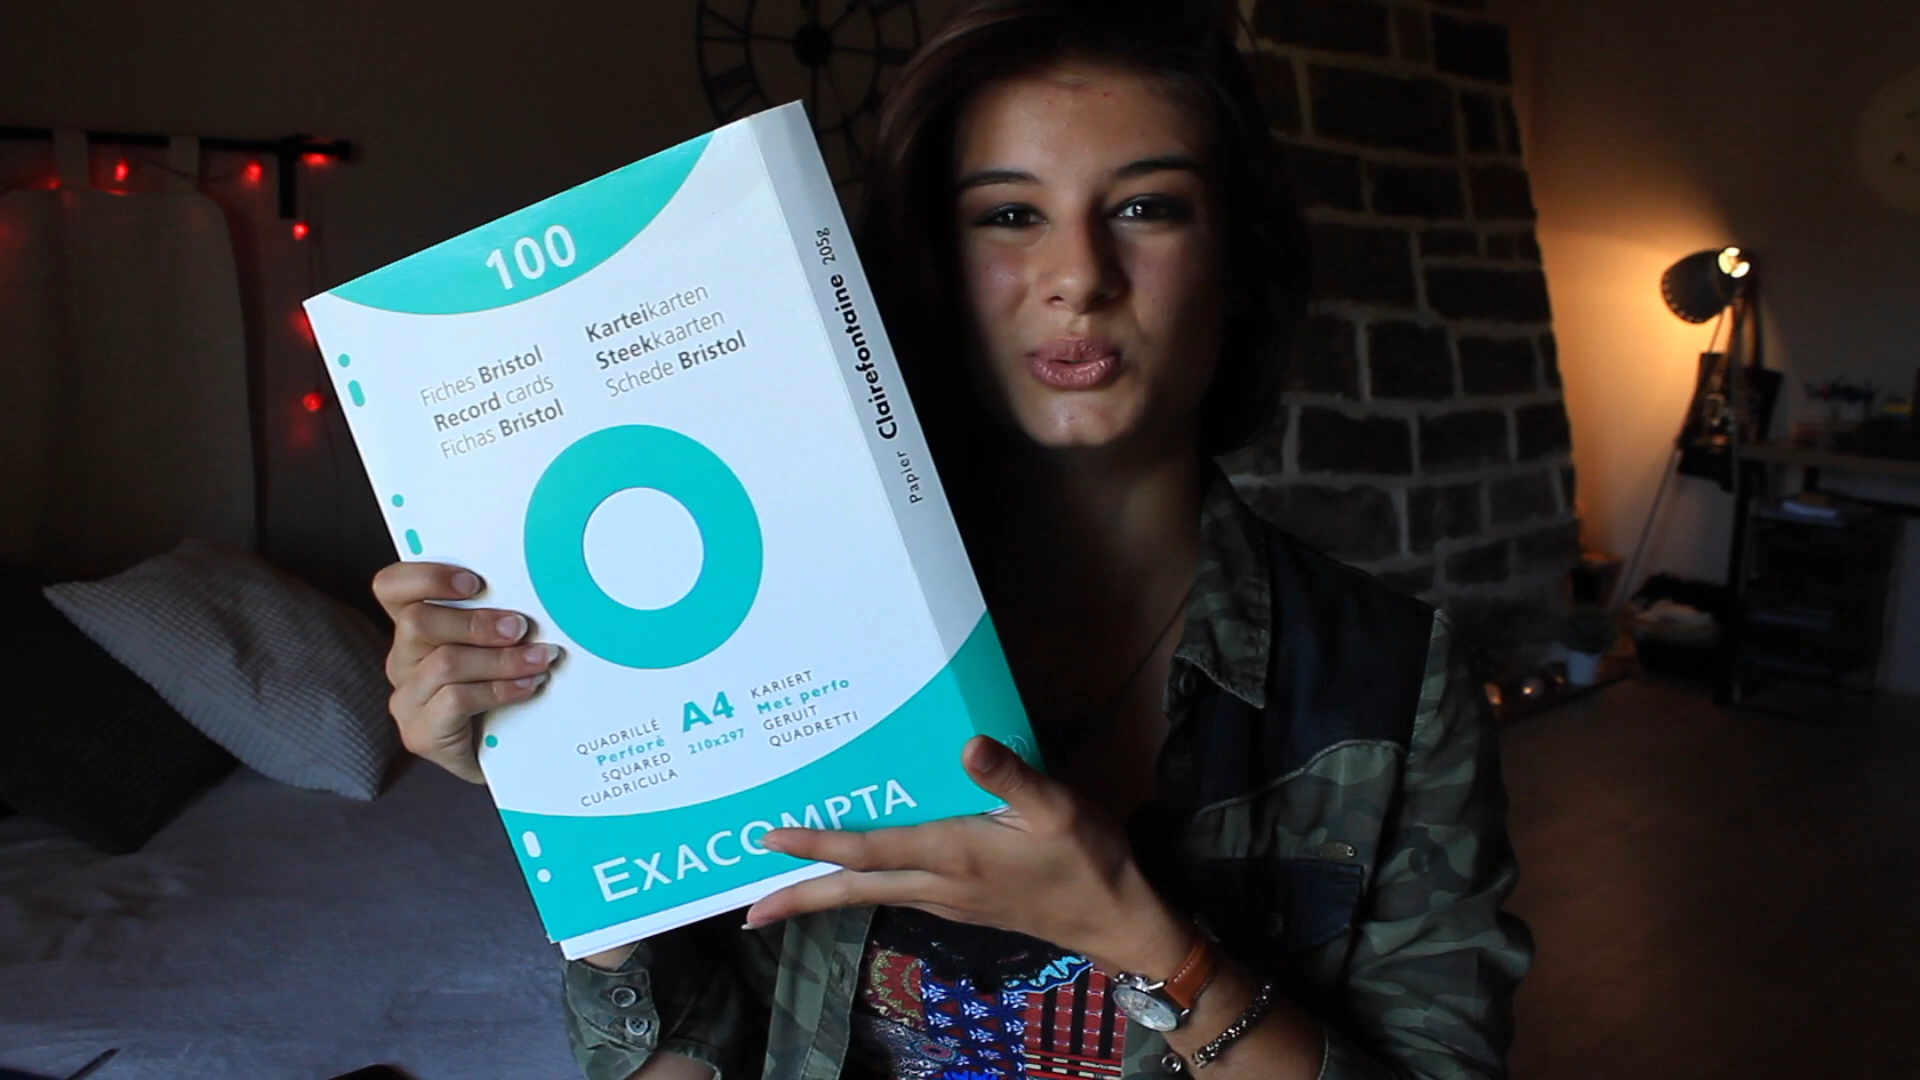 100
Fiches Bristol
Record cards
Fichas Bristol
Karteikarten
Steekkaarten
Schede Bristol
Papier Clairefontaine 205g
QUADRILLÉ
Perforé
SQUARED
CUADRICULA
A4
210x297
KARIERT
Met perfo
GERUIT
QUADRETTI
EXACOMPTA